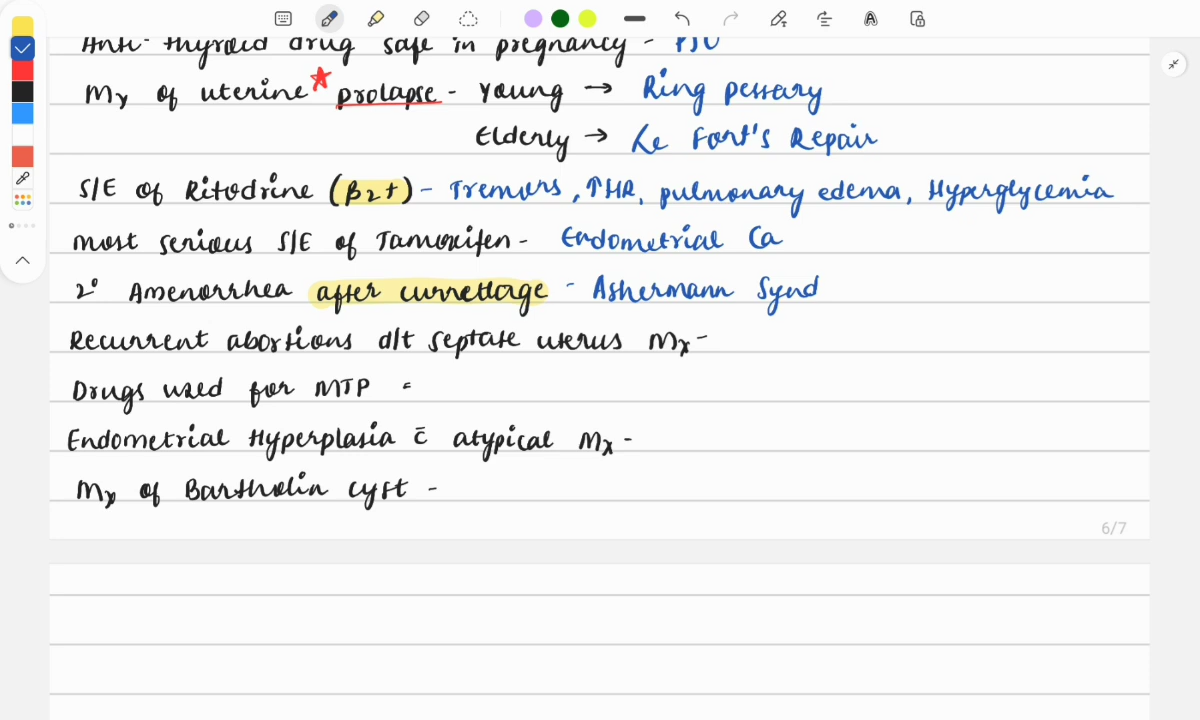 Anti-thyroid drug safe in pregnancy - PTU
Mx of uterine prolapse - Young → Ring pessary
Elderly → Le Fort's Repair
S/E of Ritodrine (β2+) - Tremors, ↑HR, pulmonary edema, Hyperglycemia
most serious S/E of Tamoxifen - Endometrial Ca
2° Amenorrhea after currettage - Ashermann Synd
Recurrent abortions d/t septate uterus Mx -
Drugs used for MTP -
Endometrial Hyperplasia c̄ atypical Mx -
Mx of Bartholin cyst -
6/7